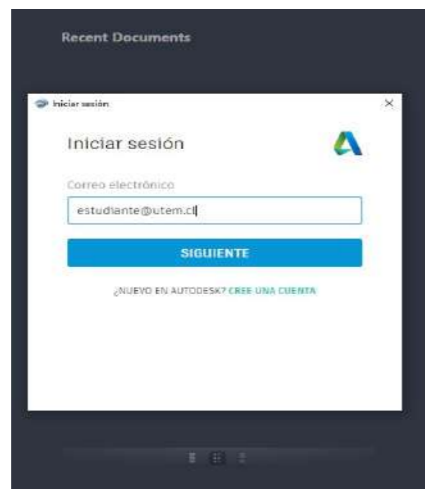 Recent Documents
Iniciar sesión
Iniciar sesión
Correo electrónico
estudiante@utem.cl
SIGUIENTE
¿NUEVO EN AUTODESK? CREE UNA CUENTA